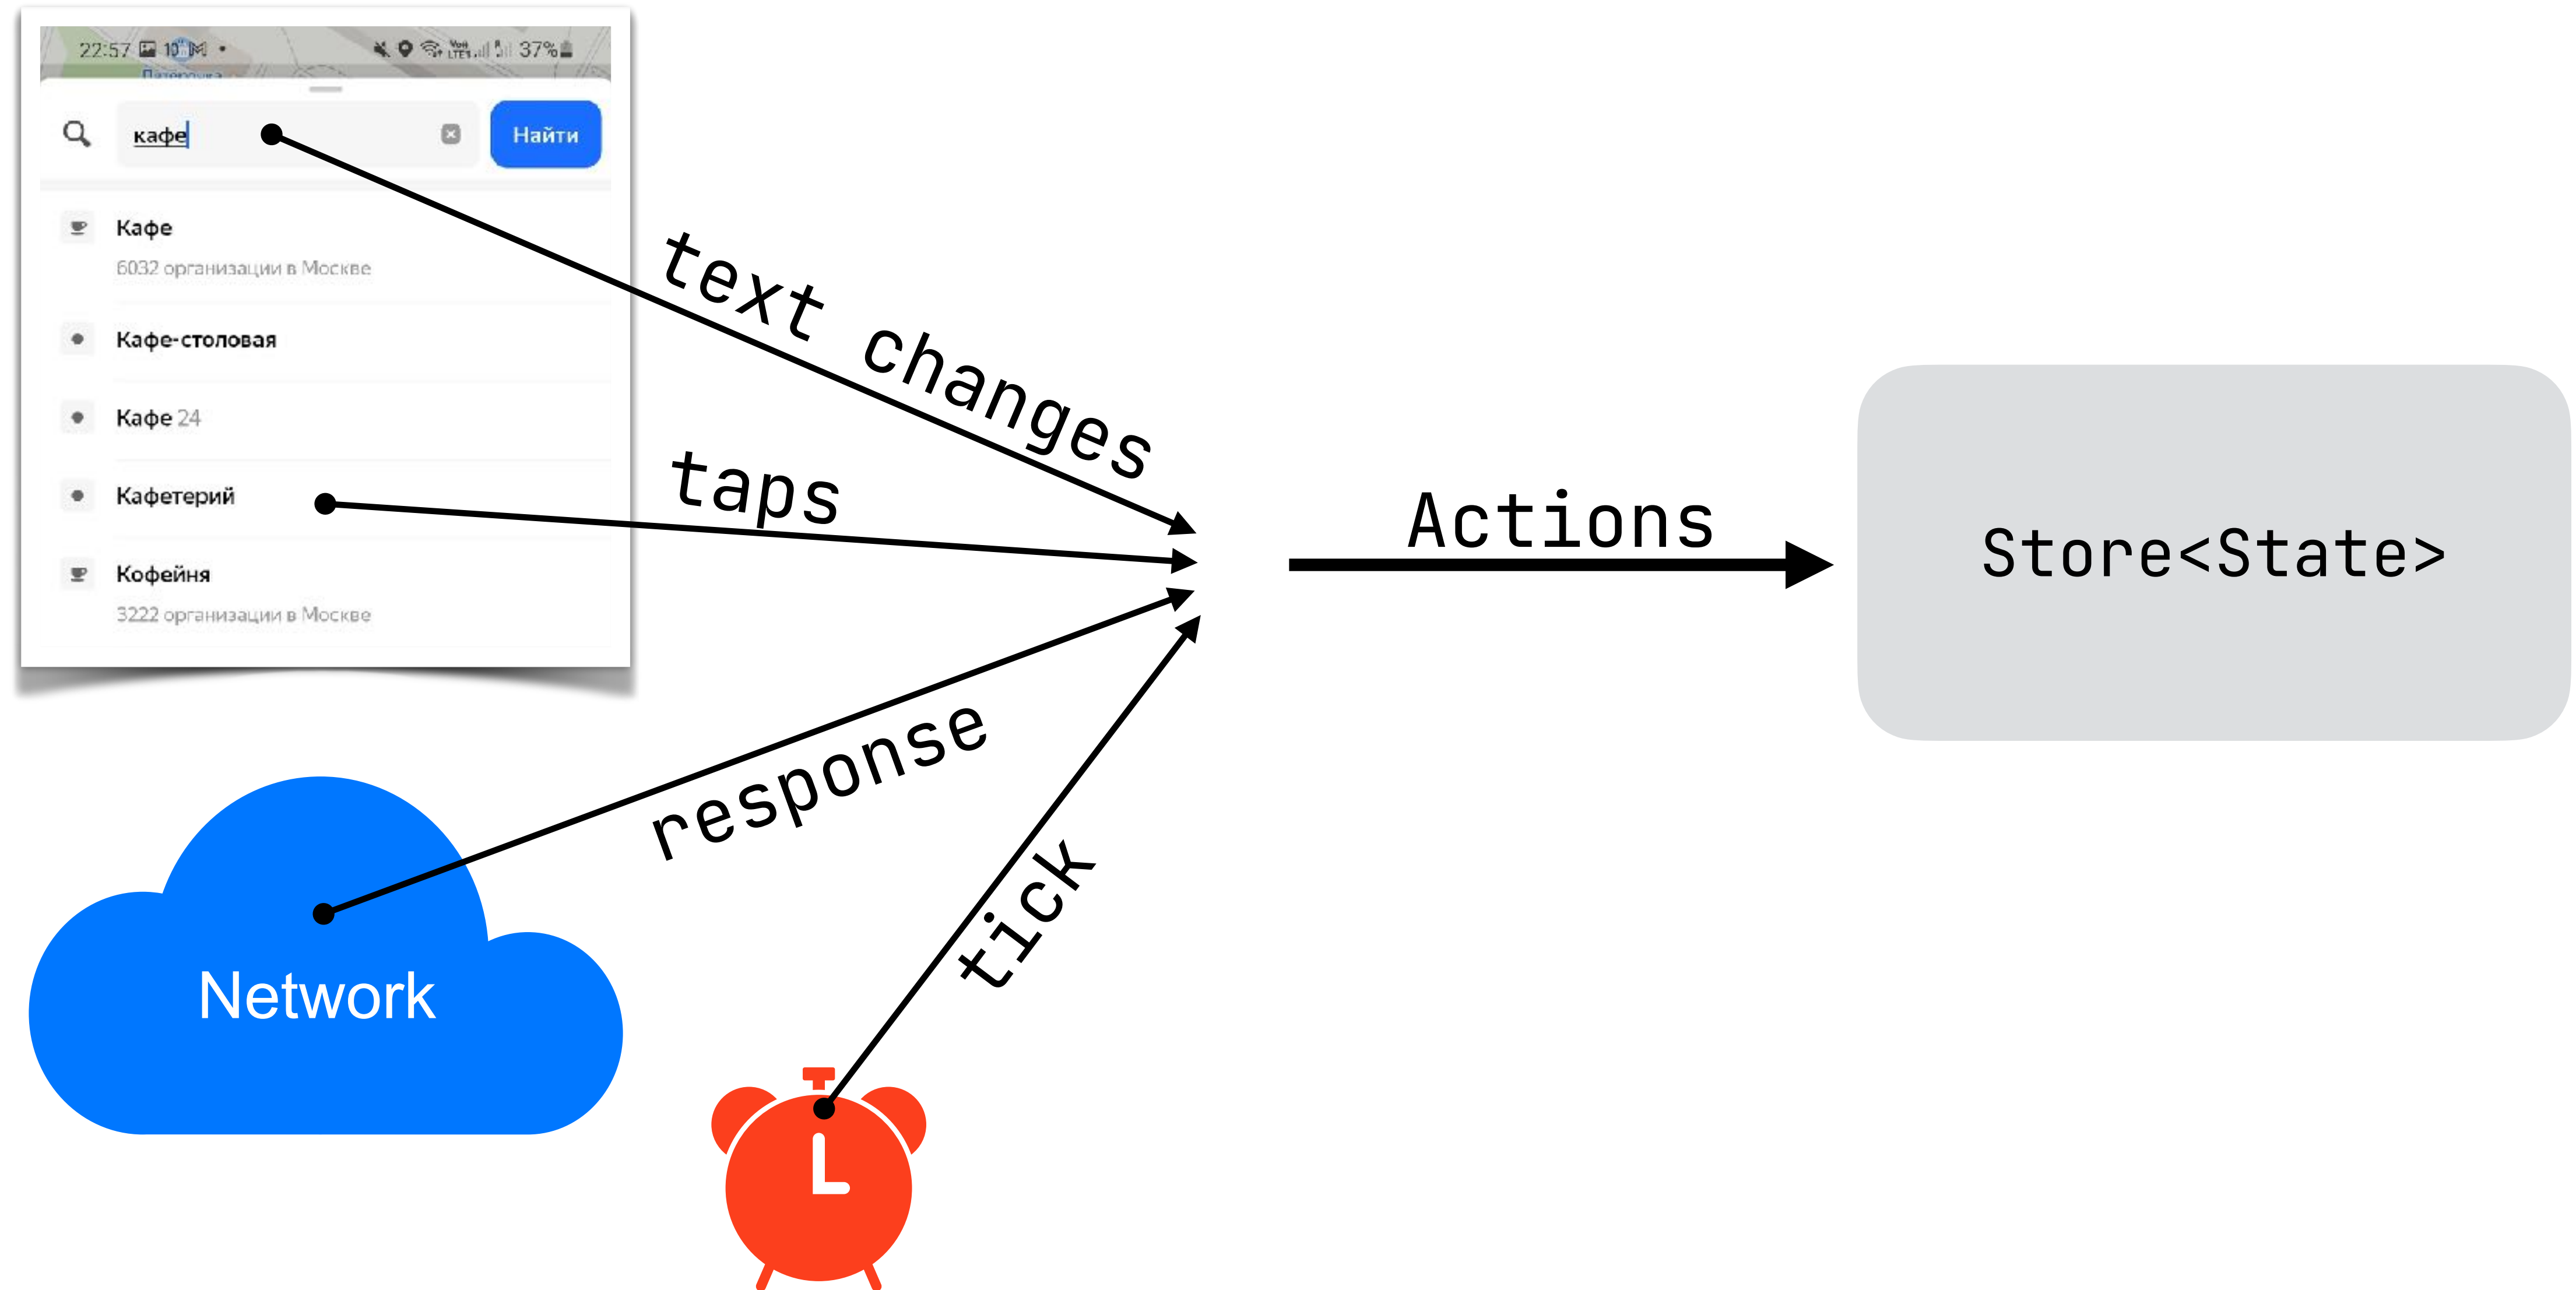 22:57 37%
кафе
Найти
Кафе
6032 организации в Москве
Кафе-столовая
Кафе 24
Кафетерий
Кофейня
3222 организации в Москве
text changes
taps
response
tick
Network
Actions
Store<State>